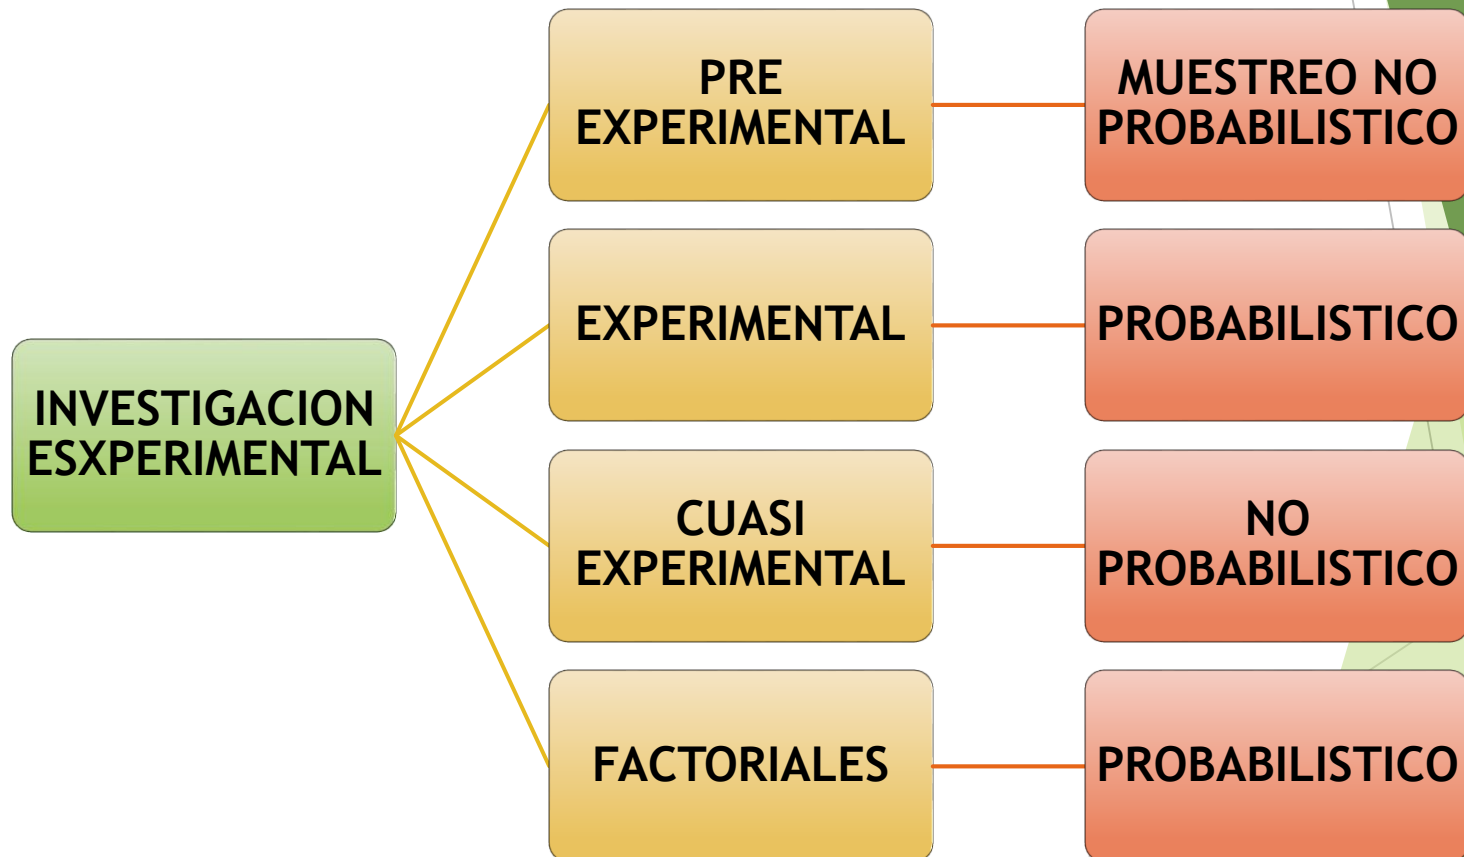 PRE
EXPERIMENTAL
MUESTREO NO
PROBABILISTICO
EXPERIMENTAL
PROBABILISTICO
INVESTIGACION
ESXPERIMENTAL
CUASI
EXPERIMENTAL
NO
PROBABILISTICO
FACTORIALES
PROBABILISTICO